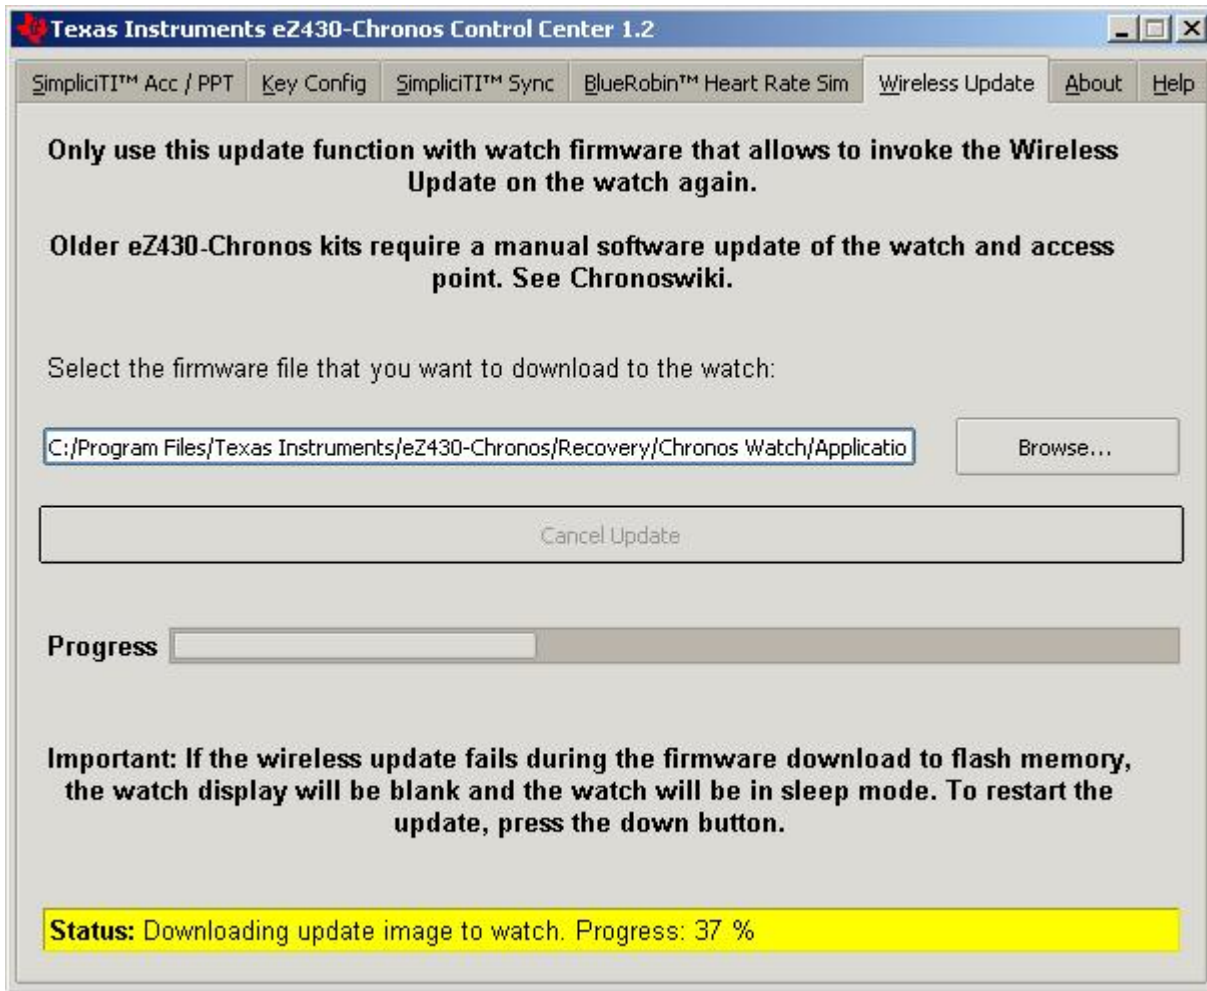 Texas Instruments eZ430-Chronos Control Center 1.2
SimpliciTI™ Acc / PPT Key Config SimpliciTI™ Sync BlueRobin™ Heart Rate Sim Wireless Update About Help
Only use this update function with watch firmware that allows to invoke the Wireless
Update on the watch again.
Older eZ430-Chronos kits require a manual software update of the watch and access
point. See Chronoswiki.
Select the firmware file that you want to download to the watch:
C:/Program Files/Texas Instruments/eZ430-Chronos/Recovery/Chronos Watch/Applicatio Browse...
Cancel Update
Progress
Important: If the wireless update fails during the firmware download to flash memory,
the watch display will be blank and the watch will be in sleep mode. To restart the
update, press the down button.
Status: Downloading update image to watch. Progress: 37 %